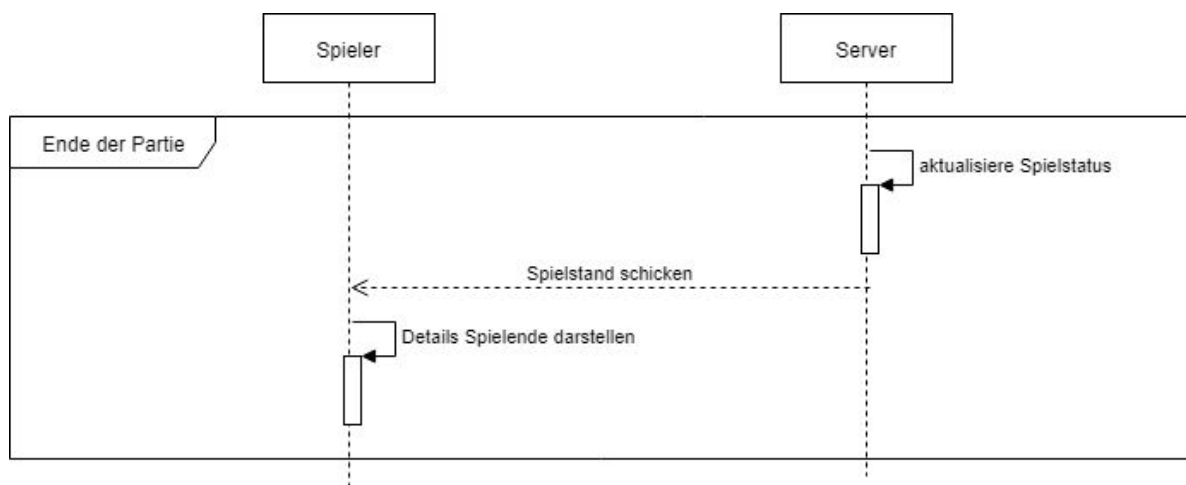 Spieler
Server
Ende der Partie
aktualisiere Spielstatus
Spielstand schicken
Details Spielende darstellen